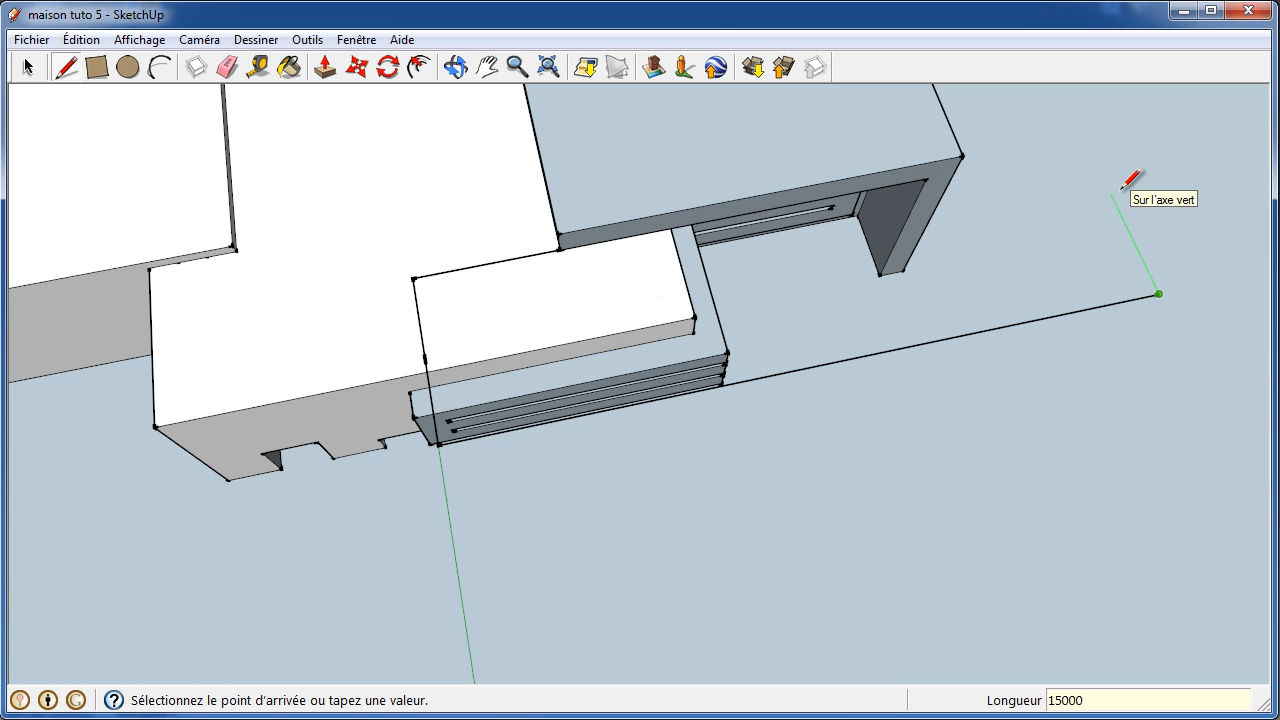 maison tuto 5 - SketchUp
Fichier Édition Affichage Caméra Dessiner Outils Fenêtre Aide
Sur l'axe vert
Sélectionnez le point d'arrivée ou tapez une valeur. Longueur 15000